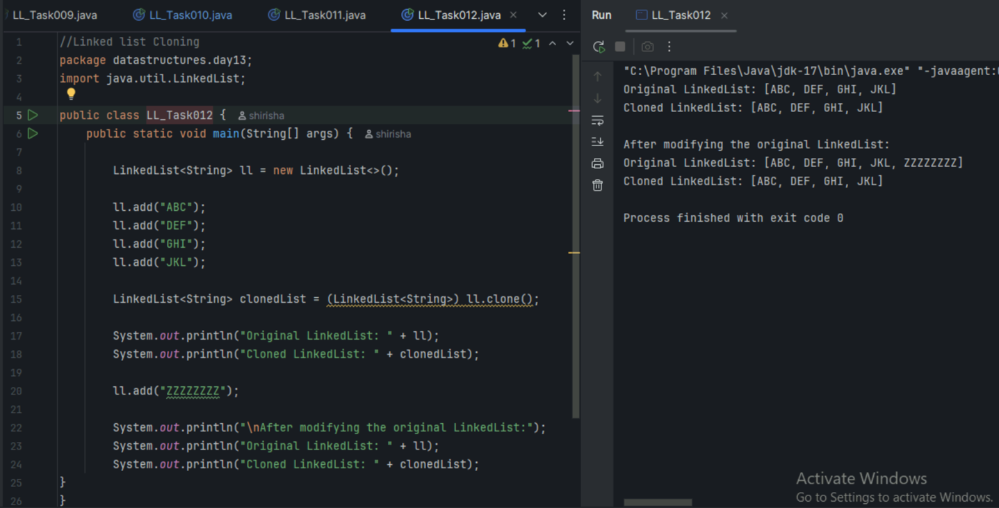 LL_Task009.java LL_Task010.java LL_Task011.java LL_Task012.java Run LL_Task012
1 //Linked list Cloning 1 1
2 package datastructures.day13;
3 import java.util.LinkedList;
4
5 public class LL_Task012 { shirisha
6 public static void main(String[] args) { shirisha
7
8 LinkedList<String> ll = new LinkedList<>();
9
10 ll.add("ABC");
11 ll.add("DEF");
12 ll.add("GHI");
13 ll.add("JKL");
14
15 LinkedList<String> clonedList = (LinkedList<String>) ll.clone();
16
17 System.out.println("Original LinkedList: " + ll);
18 System.out.println("Cloned LinkedList: " + clonedList);
19
20 ll.add("ZZZZZZZZ");
21
22 System.out.println("\nAfter modifying the original LinkedList:");
23 System.out.println("Original LinkedList: " + ll);
24 System.out.println("Cloned LinkedList: " + clonedList);
25 }
26 }
"C:\Program Files\Java\jdk-17\bin\java.exe" "-javaagent:
Original LinkedList: [ABC, DEF, GHI, JKL]
Cloned LinkedList: [ABC, DEF, GHI, JKL]
After modifying the original LinkedList:
Original LinkedList: [ABC, DEF, GHI, JKL, ZZZZZZZZ]
Cloned LinkedList: [ABC, DEF, GHI, JKL]
Process finished with exit code 0
Activate Windows
Go to Settings to activate Windows.